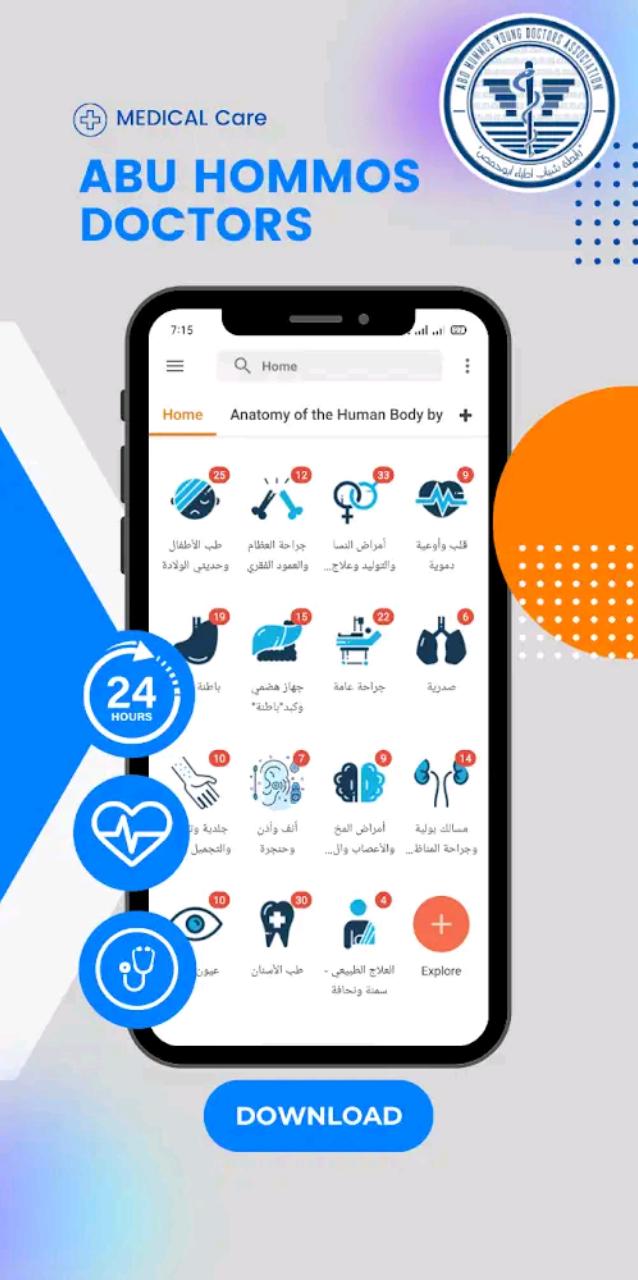 ABU HOMMOS YOUNG DOCTORS ASSOCIATION
رابطة شباب أطباء أبوحمص
MEDICAL Care
ABU HOMMOS
DOCTORS
7:15
Home
Home Anatomy of the Human Body by
25 12 33 9
طب الأطفال
وحديثي الولادة
جراحة العظام
والعمود الفقري
أمراض النسا
والتوليد وعلاج...
قلب وأوعية
دموية
19 15 22 6
باطنة
جهاز هضمي
وكبد"باطنة"
جراحة عامة
صدرية
24
HOURS
10 7 9 14
جلدية
والتجميل
أنف وأذن
وحنجرة
أمراض المخ
والأعصاب وال...
مسالك بولية
وجراحة المناظ...
10 30 4
عيون
طب الأسنان
العلاج الطبيعي -
سمنة ونحافة
Explore
DOWNLOAD